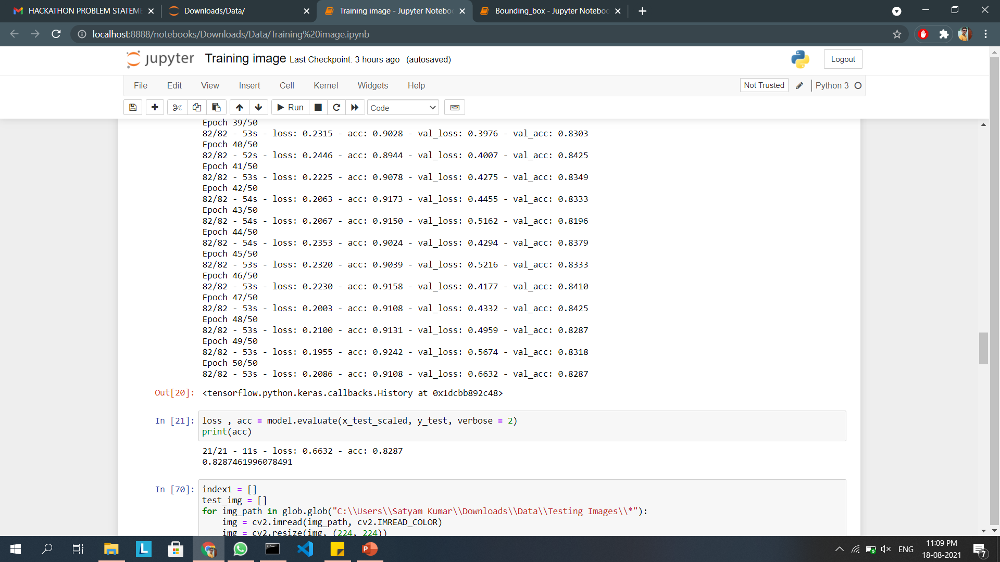 HACKATHON PROBLEM STATEME
Downloads/Data/
Training image - Jupyter Noteboo
Bounding_box - Jupyter Noteboo
localhost:8888/notebooks/Downloads/Data/Training%20image.ipynb
jupyter Training image Last Checkpoint: 3 hours ago (autosaved)
Logout
File Edit View Insert Cell Kernel Widgets Help
Not Trusted
Python 3
Run
Code
Epoch 39/50
82/82 - 53s - loss: 0.2315 - acc: 0.9028 - val_loss: 0.3976 - val_acc: 0.8303
Epoch 40/50
82/82 - 52s - loss: 0.2446 - acc: 0.8944 - val_loss: 0.4007 - val_acc: 0.8425
Epoch 41/50
82/82 - 53s - loss: 0.2225 - acc: 0.9078 - val_loss: 0.4275 - val_acc: 0.8349
Epoch 42/50
82/82 - 54s - loss: 0.2063 - acc: 0.9173 - val_loss: 0.4455 - val_acc: 0.8333
Epoch 43/50
82/82 - 54s - loss: 0.2067 - acc: 0.9150 - val_loss: 0.5162 - val_acc: 0.8196
Epoch 44/50
82/82 - 54s - loss: 0.2353 - acc: 0.9024 - val_loss: 0.4294 - val_acc: 0.8379
Epoch 45/50
82/82 - 53s - loss: 0.2320 - acc: 0.9039 - val_loss: 0.5216 - val_acc: 0.8333
Epoch 46/50
82/82 - 53s - loss: 0.2230 - acc: 0.9158 - val_loss: 0.4177 - val_acc: 0.8410
Epoch 47/50
82/82 - 53s - loss: 0.2003 - acc: 0.9108 - val_loss: 0.4332 - val_acc: 0.8425
Epoch 48/50
82/82 - 53s - loss: 0.2100 - acc: 0.9131 - val_loss: 0.4959 - val_acc: 0.8287
Epoch 49/50
82/82 - 53s - loss: 0.1955 - acc: 0.9242 - val_loss: 0.5674 - val_acc: 0.8318
Epoch 50/50
82/82 - 53s - loss: 0.2086 - acc: 0.9108 - val_loss: 0.6632 - val_acc: 0.8287
Out[20]: <tensorflow.python.keras.callbacks.History at 0x1dcbb892c48>
In [21]: loss , acc = model.evaluate(x_test_scaled, y_test, verbose = 2)
print(acc)
21/21 - 11s - loss: 0.6632 - acc: 0.8287
0.8287461996078491
In [70]: index1 = []
test_img = []
for img_path in glob.glob("C:\\Users\\Satyam Kumar\\Downloads\\Data\\Testing Images\\*"):
img = cv2.imread(img_path, cv2.IMREAD_COLOR)
img = cv2.resize(img, (224, 224))
L
P
ENG
11:09 PM
18-08-2021
7